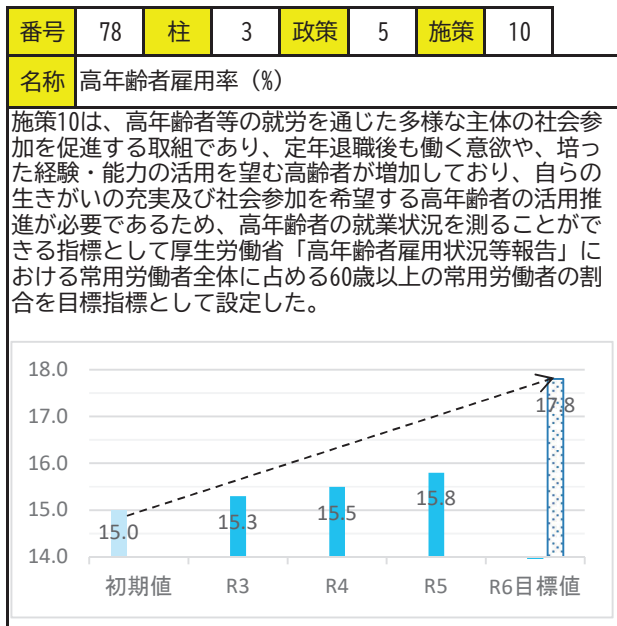 番号 78 柱 3 政策 5 施策 10
名称 高年齢者雇用率（%）
施策10は、高年齢者等の就労を通じた多様な主体の社会参
加を促進する取組であり、定年退職後も働く意欲や、培っ
た経験・能力の活用を望む高齢者が増加しており、自らの
生きがいの充実及び社会参加を希望する高年齢者の活用推
進が必要であるため、高年齢者の就業状況を測ることがで
きる指標として厚生労働省「高年齢者雇用状況等報告」に
おける常用労働者全体に占める60歳以上の常用労働者の割
合を目標指標として設定した。
18.0
17.0
16.0
15.0
14.0
15.0
15.3
15.5
15.8
17.8
初期値 R3 R4 R5 R6目標値